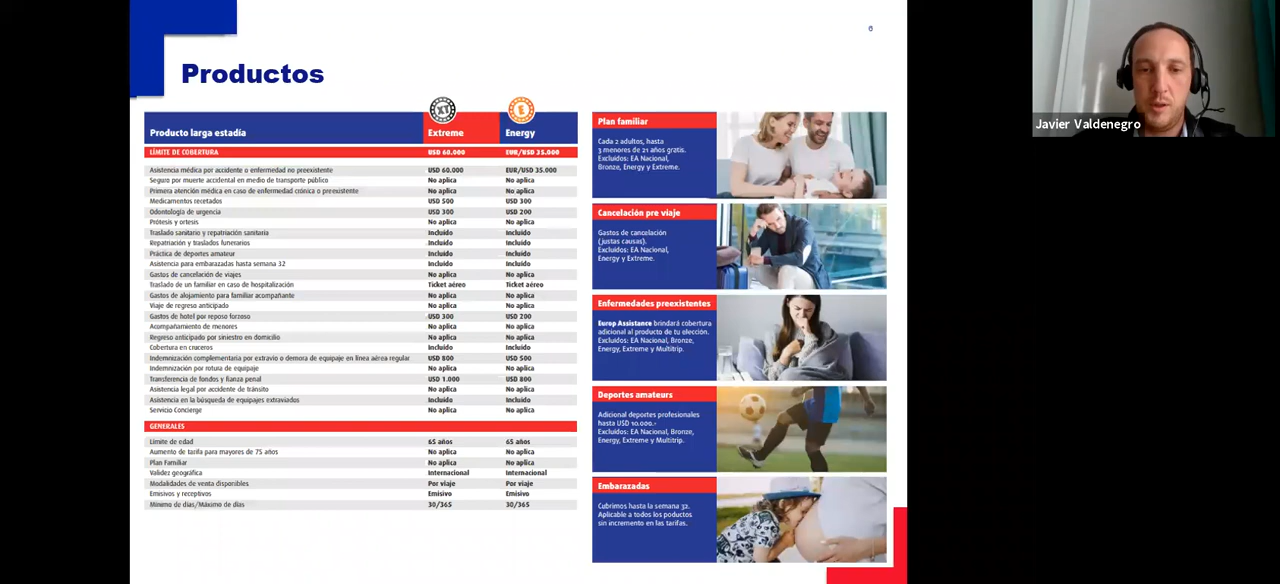 6
Productos
XT
E
Producto larga estadía Extreme Energy
LÍMITE DE COBERTURA USD 60.000 EUR/USD 35.000
Asistencia médica por accidente o enfermedad no preexistente USD 60.000 EUR/USD 35.000
Seguro por muerte accidental en medio de transporte público No aplica No aplica
Primera atención médica en caso de enfermedad crónica o preexistente No aplica No aplica
Medicamentos recetados USD 500 USD 300
Odontología de urgencia USD 300 USD 200
Prótesis y ortesis No aplica No aplica
Traslado sanitario y repatriación sanitaria Incluido Incluido
Repatriación y traslados funerarios Incluido Incluido
Práctica de deportes amateur Incluido Incluido
Asistencia para embarazadas hasta semana 32 Incluido Incluido
Gastos de cancelación de viajes No aplica No aplica
Traslado de un familiar en caso de hospitalización Ticket aéreo Ticket aéreo
Gastos de alojamiento para familiar acompañante No aplica No aplica
Viaje de regreso anticipado No aplica No aplica
Gastos de hotel por reposo forzoso USD 300 USD 200
Acompañamiento de menores No aplica No aplica
Regreso anticipado por siniestro en domicilio No aplica No aplica
Cobertura en cruceros Incluido Incluido
Indemnización complementaria por extravío o demora de equipaje en línea aérea regular USD 800 USD 500
Indemnización por rotura de equipaje No aplica No aplica
Transferencia de fondos y fianza penal USD 1.000 USD 800
Asistencia legal por accidente de tránsito No aplica No aplica
Asistencia en la búsqueda de equipajes extraviados Incluido Incluido
Servicio Concierge No aplica No aplica
GENERALES
Límite de edad 65 años 65 años
Aumento de tarifa para mayores de 75 años No aplica No aplica
Plan Familiar No aplica No aplica
Validez geográfica Internacional Internacional
Modalidades de venta disponibles Por viaje Por viaje
Emisivos y receptivos Emisivo Emisivo
Mínimo de días/Máximo de días 30/365 30/365
Plan familiar
Cada 2 adultos, hasta
3 menores de 21 años gratis.
Excluidos: EA Nacional,
Bronze, Energy y Extreme.
Cancelación pre viaje
Gastos de cancelación
(justas causas).
Excluidos: EA Nacional,
Energy y Extreme.
Enfermedades preexistentes
Europ Assistance brindará cobertura
adicional al producto de tu elección.
Excluidos: EA Nacional, Bronze,
Energy, Extreme y Multitrip.
Deportes amateurs
Adicional deportes profesionales
hasta USD 10.000.-
Excluidos: EA Nacional, Bronze,
Energy, Extreme y Multitrip.
Embarazadas
Cubrimos hasta la semana 32.
Aplicable a todos los poductos
sin incremento en las tarifas.
Javier Valdenegro